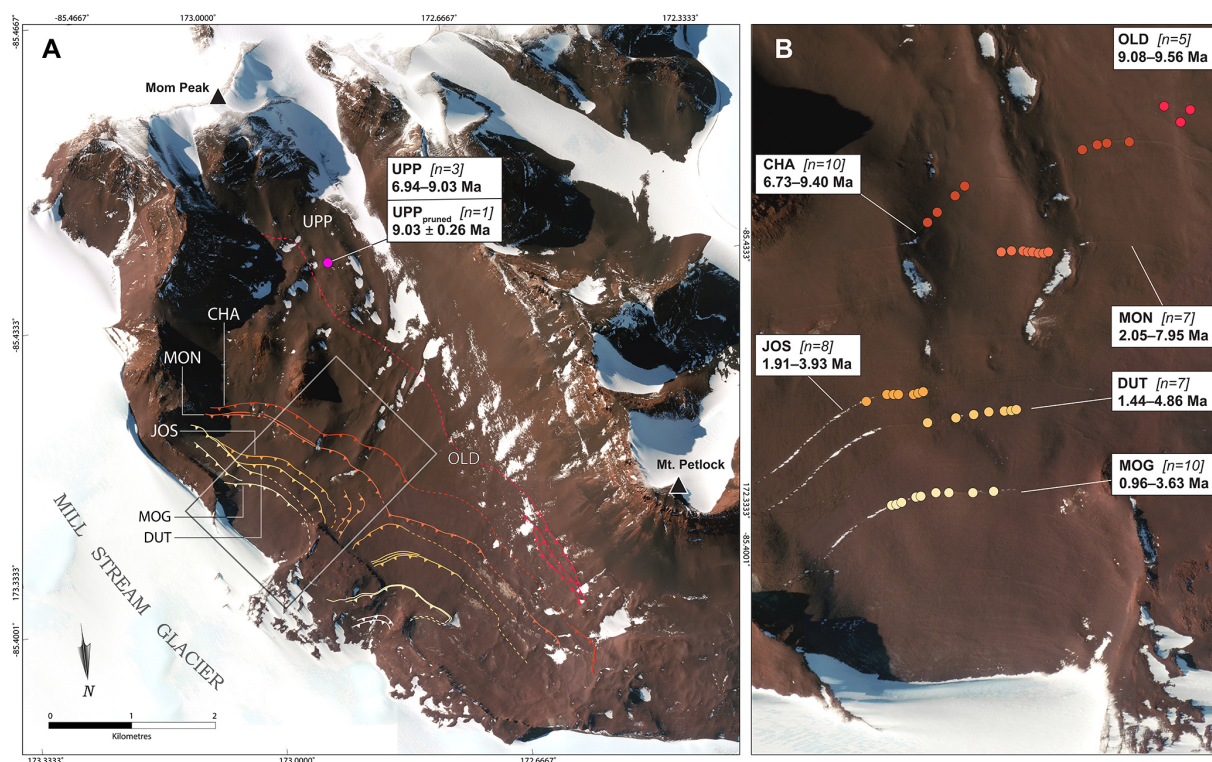 -85.4667°
173.0000°
172.6667°
172.3333°
-85.4667°
A
B
Mom Peak
UPP [n=3]
6.94–9.03 Ma
UPPpruned [n=1]
9.03 ± 0.26 Ma
UPP
CHA
MON
JOS
OLD
Mt. Petlock
MOG
DUT
MILL STREAM GLACIER
N
0 1 2
Kilometres
-85.4333°
173.3333°
-85.4001°
173.3333°
173.0000°
172.6667°
-85.4333°
172.3333°
-85.4001°
OLD [n=5]
9.08–9.56 Ma
CHA [n=10]
6.73–9.40 Ma
MON [n=7]
2.05–7.95 Ma
JOS [n=8]
1.91–3.93 Ma
DUT [n=7]
1.44–4.86 Ma
MOG [n=10]
0.96–3.63 Ma